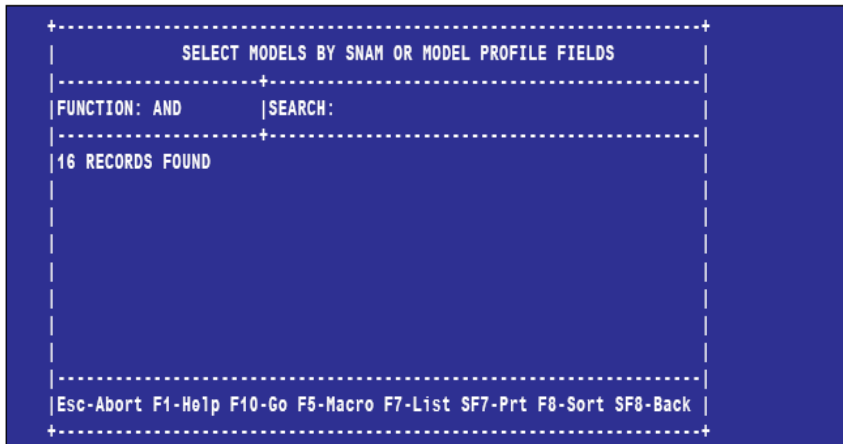 SELECT MODELS BY SNAM OR MODEL PROFILE FIELDS
FUNCTION: AND |SEARCH:
16 RECORDS FOUND
Esc-Abort F1-Help F10-Go F5-Macro F7-List SF7-Prt F8-Sort SF8-Back